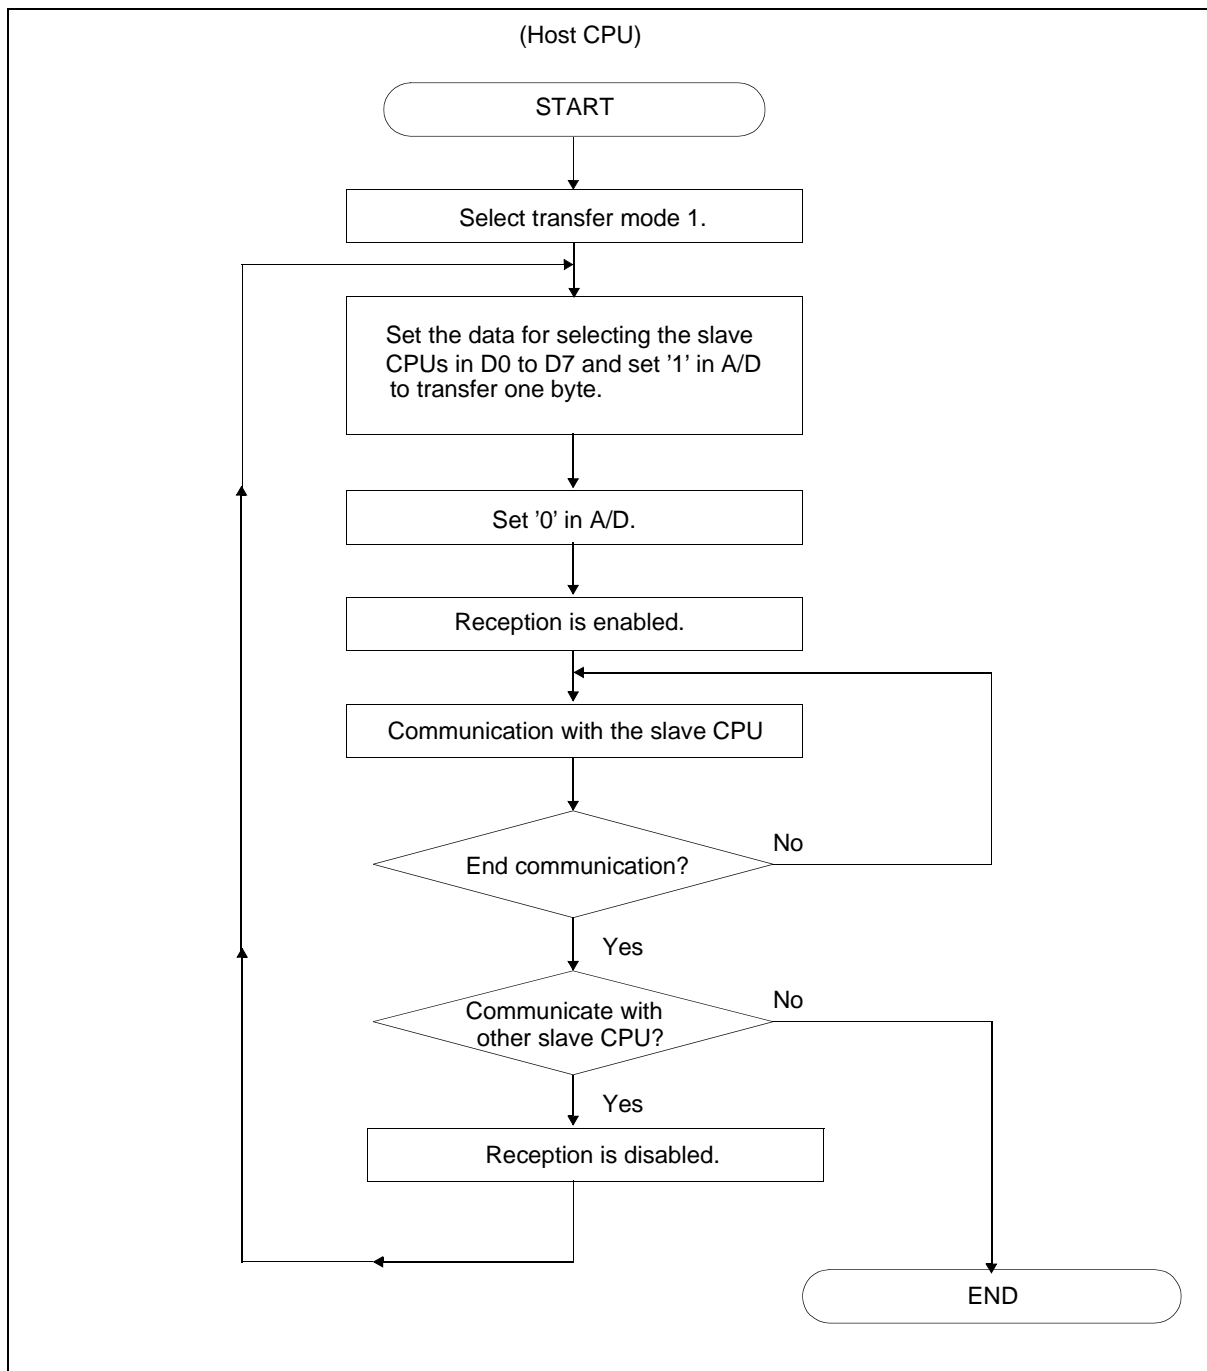 (Host CPU)
START
Select transfer mode 1.
Set the data for selecting the slave
CPUs in D0 to D7 and set ’1’ in A/D
to transfer one byte.
Set ’0’ in A/D.
Reception is enabled.
Communication with the slave CPU
No
End communication?
Yes
No
Communicate with
other slave CPU?
Yes
Reception is disabled.
END